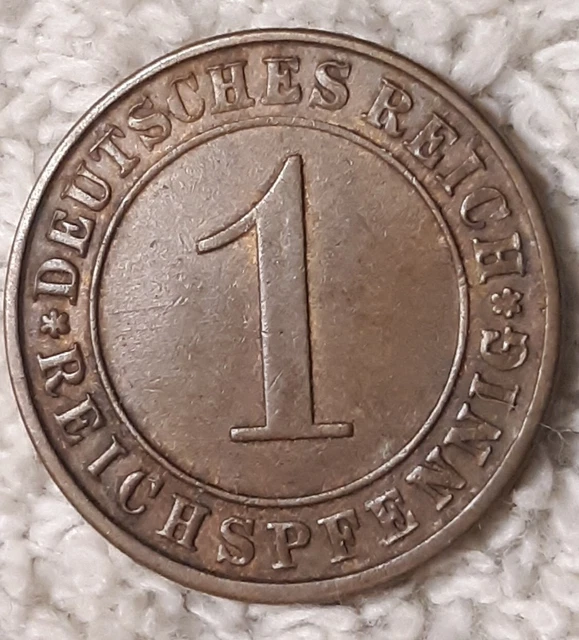 DEUTSCHES REICH
1
* REICHSPFENNIG *